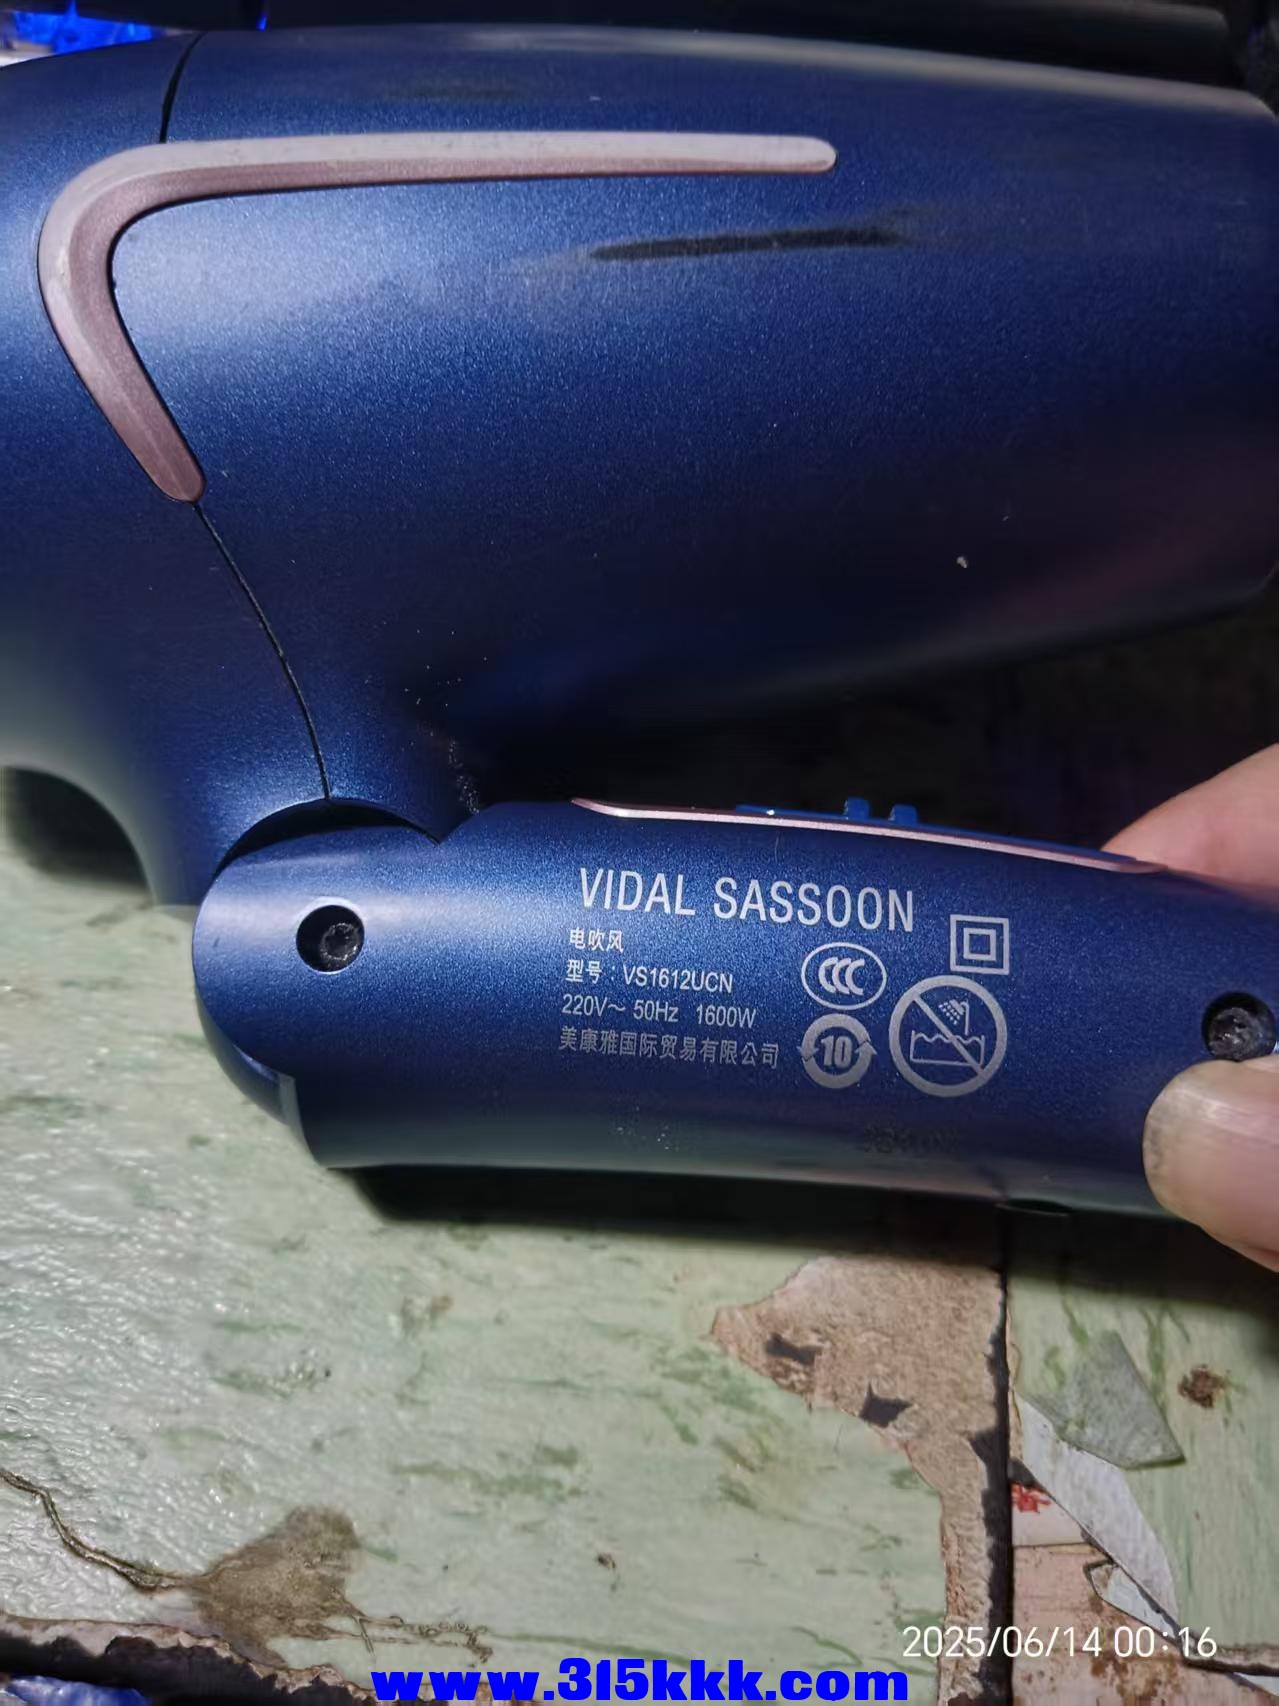 VIDAL SASSOON
电吹风
型号：VS1612UCN
220V～ 50Hz 1600W
美康雅国际贸易有限公司
CCC
10
2025/06/14 00:16
www.315kkk.com